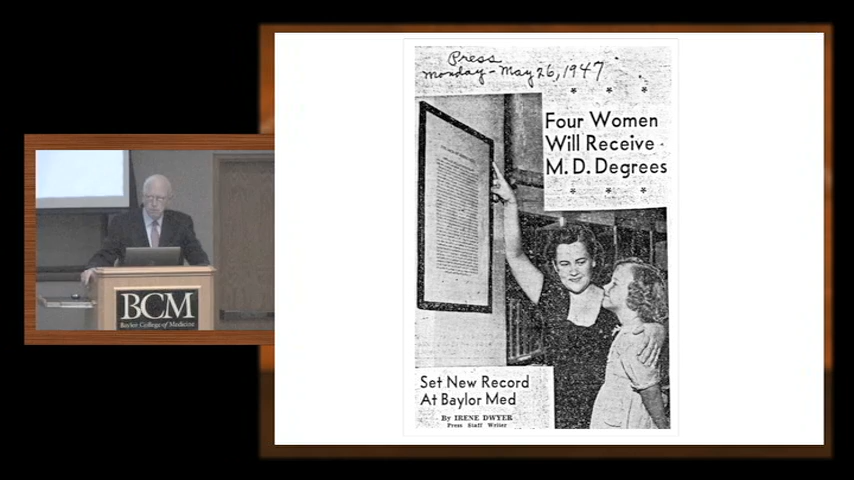 Press
Monday - May 26, 1947
* * *
Four Women
Will Receive
M. D. Degrees
* * *
Set New Record
At Baylor Med
By IRENE DWYER
Press Staff Writer
BCM
Baylor College of Medicine